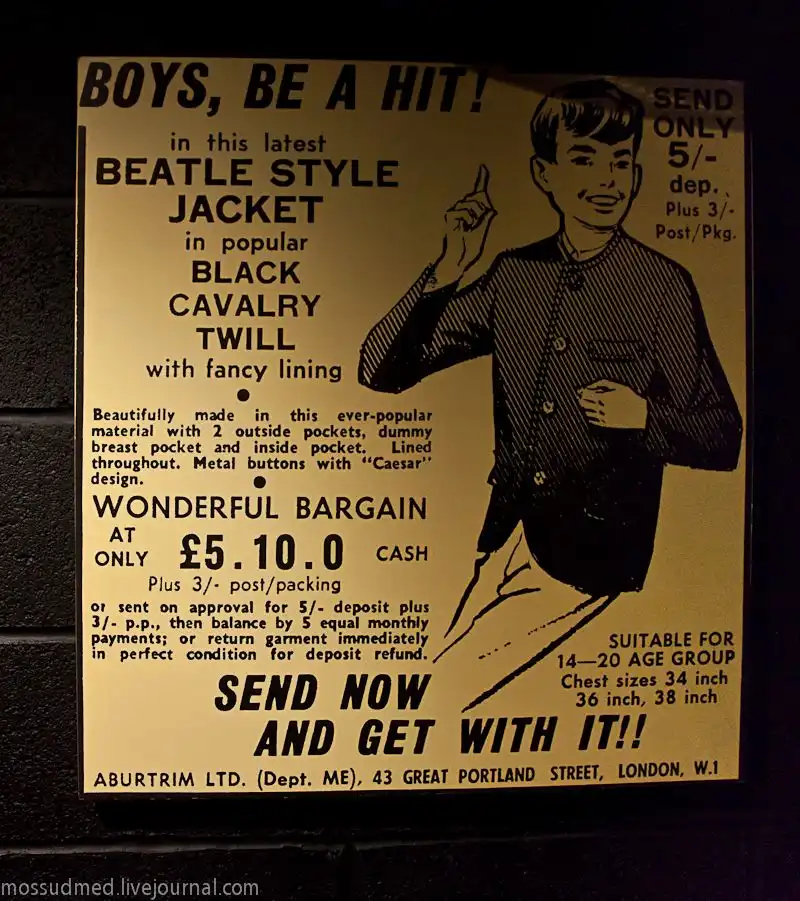 BOYS, BE A HIT!
in this latest
BEATLE STYLE
JACKET
in popular
BLACK
CAVALRY
TWILL
with fancy lining
SEND
ONLY
5/-
dep.
Plus 3/-
Post/Pkg.
Beautifully made in this ever-popular
material with 2 outside pockets, dummy
breast pocket and inside pocket. Lined
throughout. Metal buttons with "Caesar"
design.
WONDERFUL BARGAIN
AT
ONLY £5.10.0 CASH
Plus 3/- post/packing
or sent on approval for 5/- deposit plus
3/- p.p., then balance by 5 equal monthly
payments; or return garment immediately
in perfect condition for deposit refund.
SUITABLE FOR
14—20 AGE GROUP
Chest sizes 34 inch
36 inch, 38 inch
SEND NOW
AND GET WITH IT!!
ABURTRIM LTD. (Dept. ME), 43 GREAT PORTLAND STREET, LONDON, W.1
mossudmed.livejournal.com